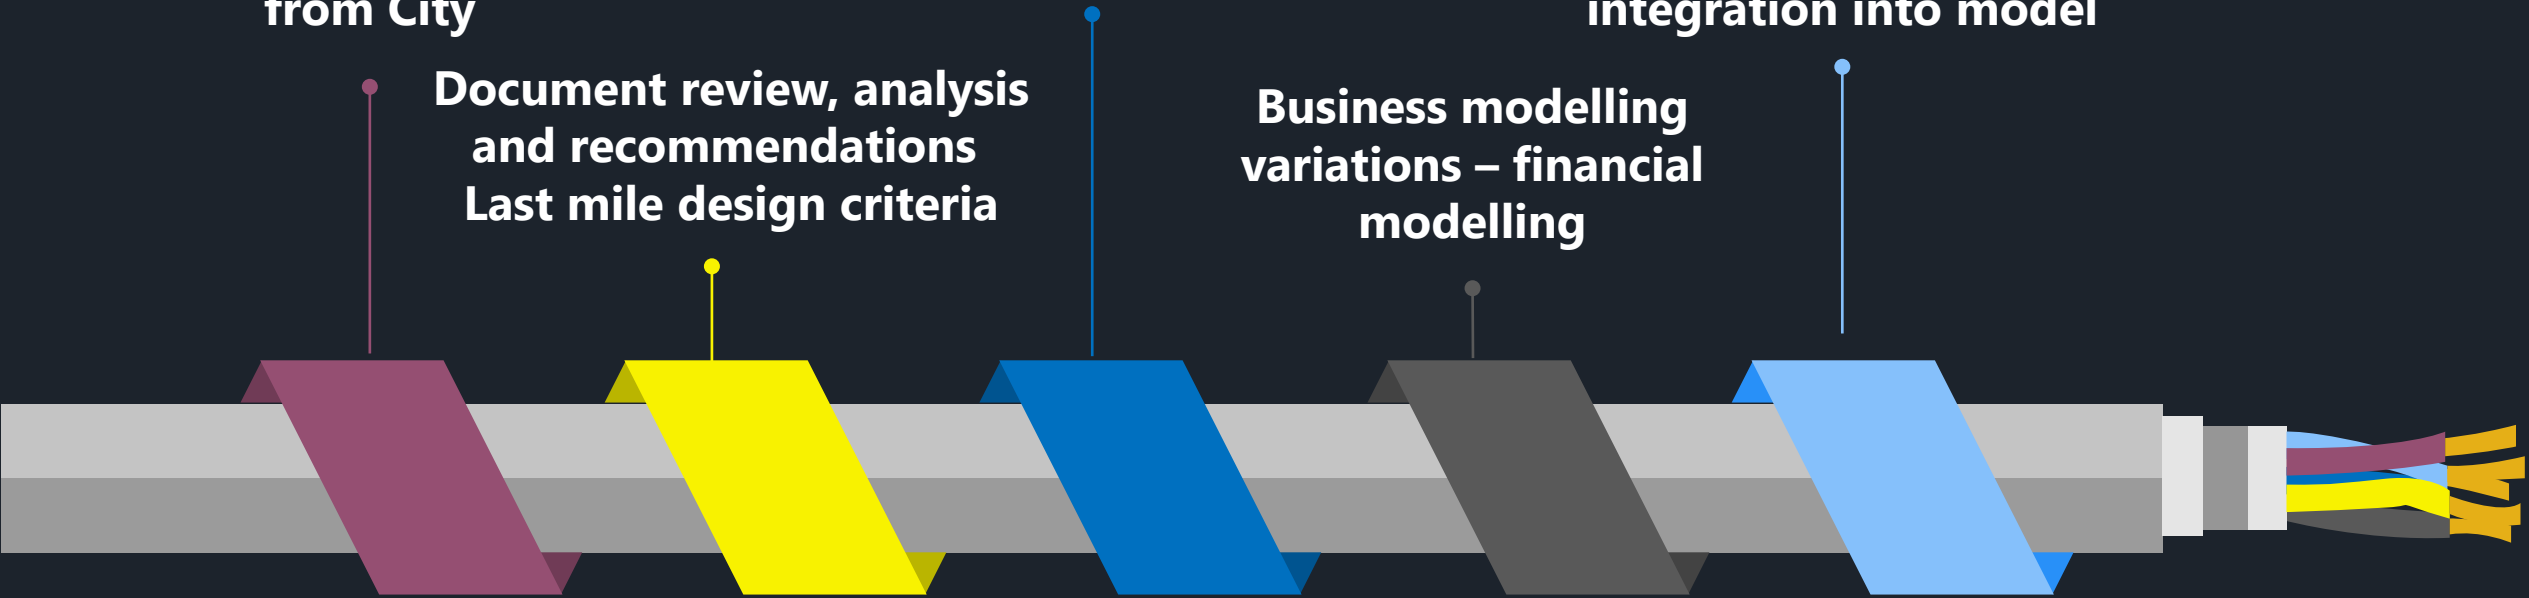 from City
integration into model
Document review, analysis
and recommendations
Last mile design criteria
Business modelling
variations – financial
modelling